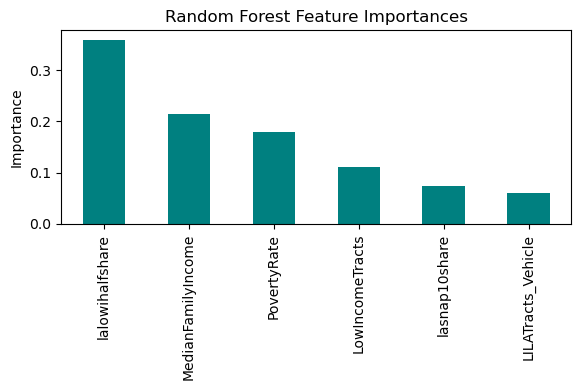 Random Forest Feature Importances
Importance
0.3
0.2
0.1
0.0
lalowihalfshare
MedianFamilyIncome
PovertyRate
LowIncomeTracts
lasnap10share
LILATracts_Vehicle